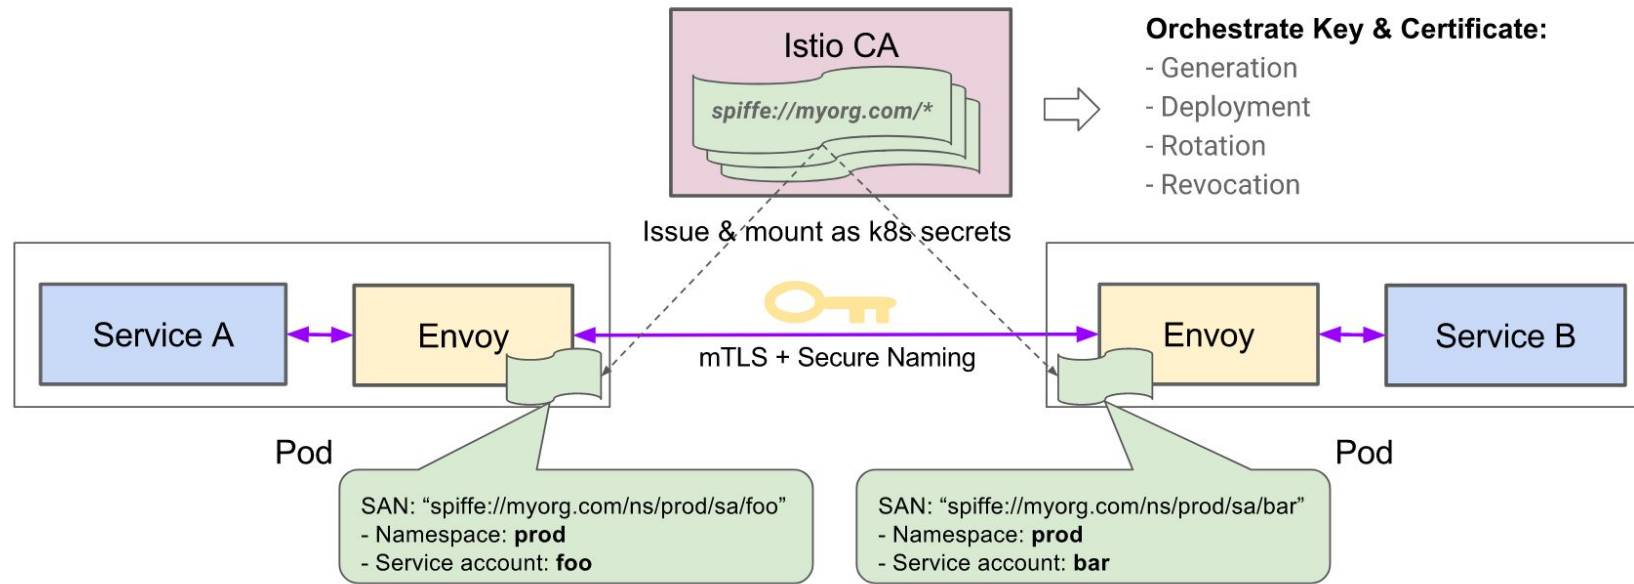 Istio CA
spiffe://myorg.com/*
Orchestrate Key & Certificate:
- Generation
- Deployment
- Rotation
- Revocation
Issue & mount as k8s secrets
Service A
Envoy
mTLS + Secure Naming
Envoy
Service B
Pod
Pod
SAN: “spiffe://myorg.com/ns/prod/sa/foo”
- Namespace: prod
- Service account: foo
SAN: “spiffe://myorg.com/ns/prod/sa/bar”
- Namespace: prod
- Service account: bar